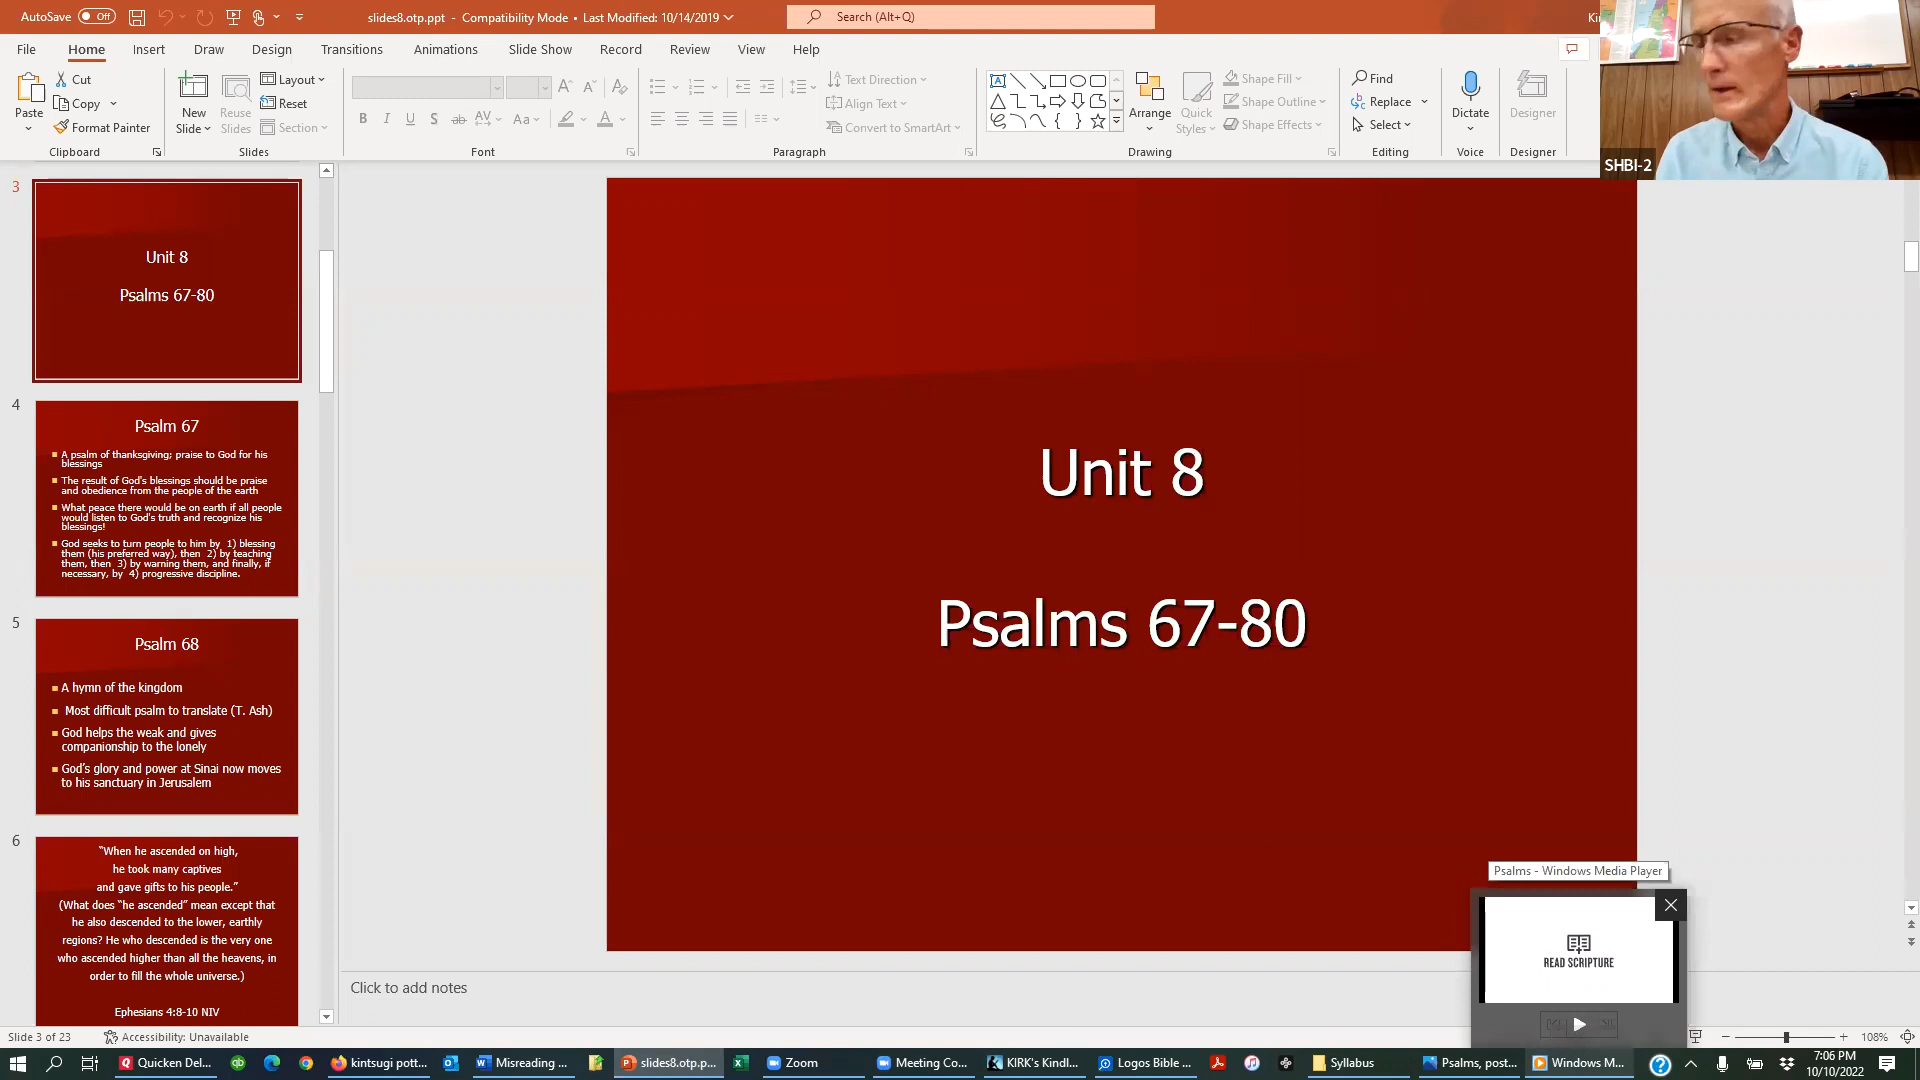 AutoSave Off slides8.otp.ppt - Compatibility Mode • Last Modified: 10/14/2019 Search (Alt+Q)
File Home Insert Draw Design Transitions Animations Slide Show Record Review View Help
Paste Cut Copy Format Painter
Clipboard
New Slide Reuse Slides Layout Reset Section
Slides
B I U S ab AV Aa A
Font
Text Direction
Align Text
Convert to SmartArt
Paragraph
Arrange Quick Styles Shape Fill Shape Outline Shape Effects
Drawing
Find
Replace
Select
Editing
Dictate
Voice
Designer
Designer
SHBI-2
3
Unit 8
Psalms 67-80
4
Psalm 67
A psalm of thanksgiving; praise to God for his
blessings
The result of God's blessings should be praise
and obedience from the people of the earth
What peace there would be on earth if all people
would listen to God's truth and recognize his
blessings!
God seeks to turn people to him by 1) blessing
them (his preferred way), then 2) by teaching
them, then 3) by warning them, and finally, if
necessary, by 4) progressive discipline.
5
Psalm 68
A hymn of the kingdom
Most difficult psalm to translate (T. Ash)
God helps the weak and gives
companionship to the lonely
God's glory and power at Sinai now moves
to his sanctuary in Jerusalem
6
"When he ascended on high,
he took many captives
and gave gifts to his people."
(What does "he ascended" mean except that
he also descended to the lower, earthly
regions? He who descended is the very one
who ascended higher than all the heavens, in
order to fill the whole universe.)
Ephesians 4:8-10 NIV
Unit 8
Psalms 67-80
Psalms - Windows Media Player
READ SCRIPTURE
Click to add notes
Slide 3 of 23 Accessibility: Unavailable 108%
Quicken Del... kintsugi pott... Misreading ... slides8.otp.p... Zoom Meeting Co... KIRK's Kindl... Logos Bible ... Syllabus Psalms, post... Windows M...
7:06 PM
10/10/2022